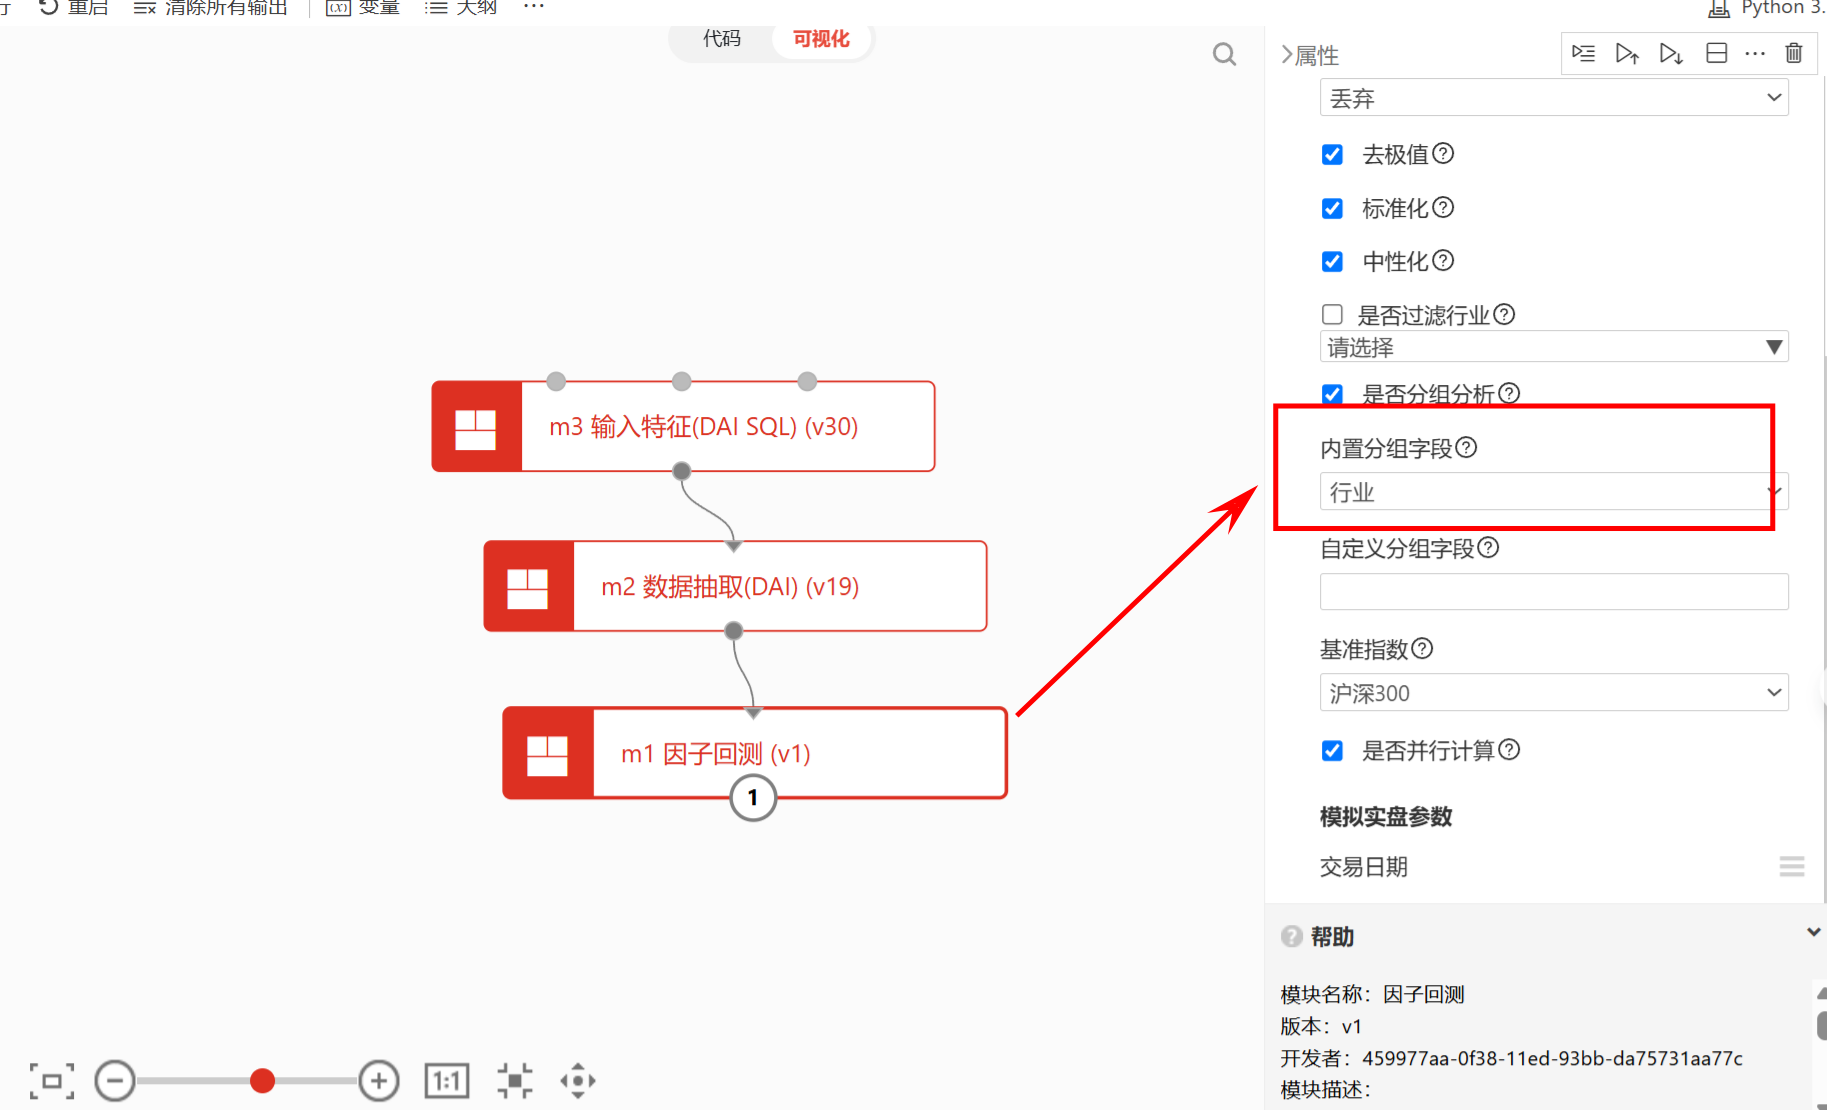 行 重启 清除所有输出 变量 大纲 ...
Python 3.
代码 可视化
属性
丢弃
去极值
标准化
中性化
是否过滤行业
请选择
是否分组分析
内置分组字段
行业
自定义分组字段
基准指数
沪深300
是否并行计算
模拟实盘参数
交易日期
m3 输入特征(DAI SQL) (v30)
m2 数据抽取(DAI) (v19)
m1 因子回测 (v1)
1
帮助
模块名称：因子回测
版本：v1
开发者：459977aa-0f38-11ed-93bb-da75731aa77c
模块描述：
1:1